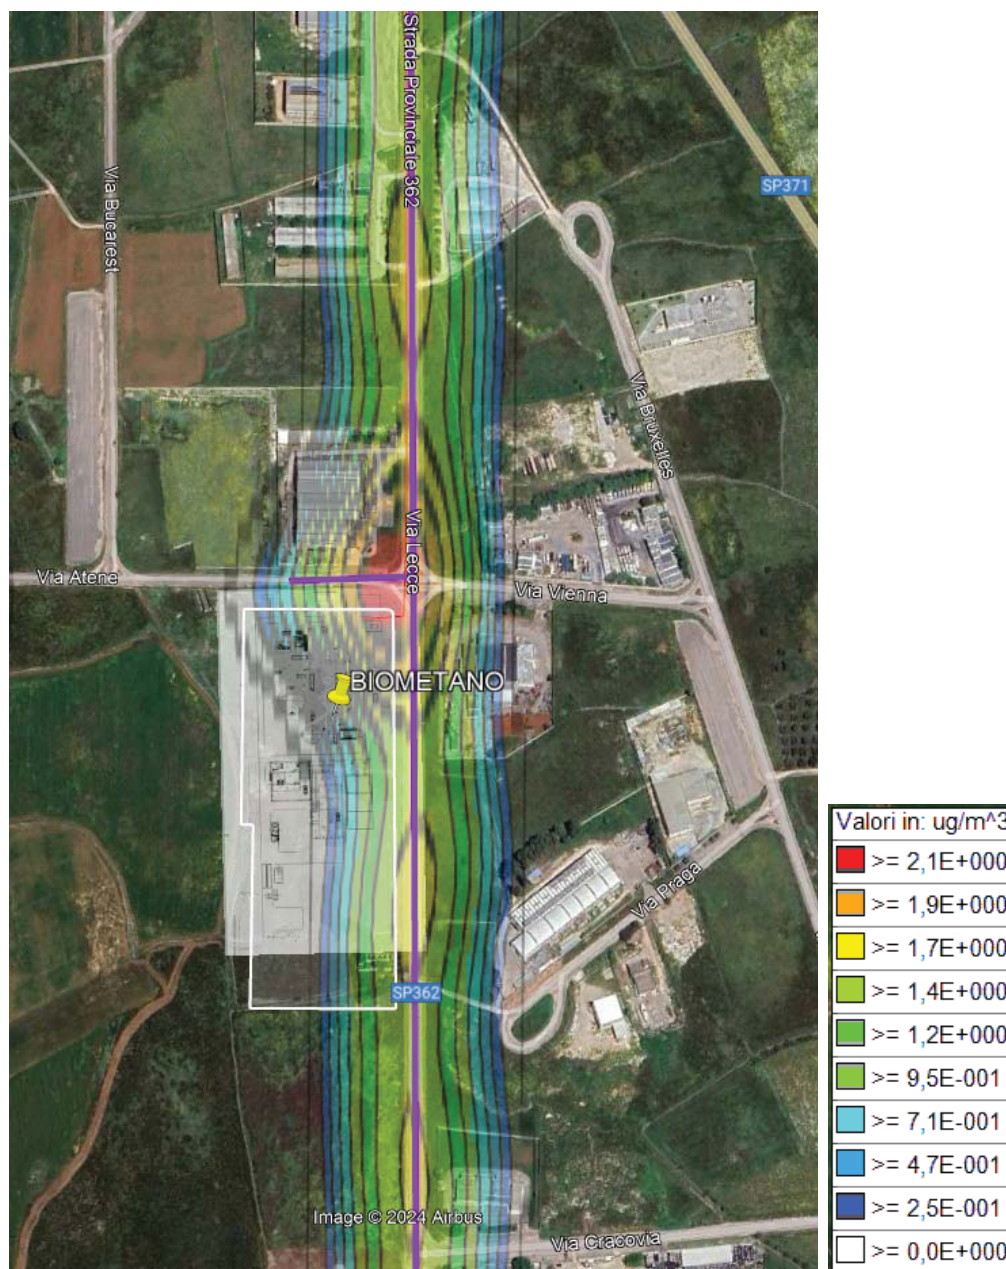 Strada Provinciale 362
SP371
Via Bucarest
Via Bruxelles
Via Lecce
Via Atene
Via Vienna
BIOMETANO
Via Praga
SP362
Image © 2024 Airbus
Via Cracovia
Valori in: ug/m^3
>= 2,1E+000
>= 1,9E+000
>= 1,7E+000
>= 1,4E+000
>= 1,2E+000
>= 9,5E-001
>= 7,1E-001
>= 4,7E-001
>= 2,5E-001
>= 0,0E+000